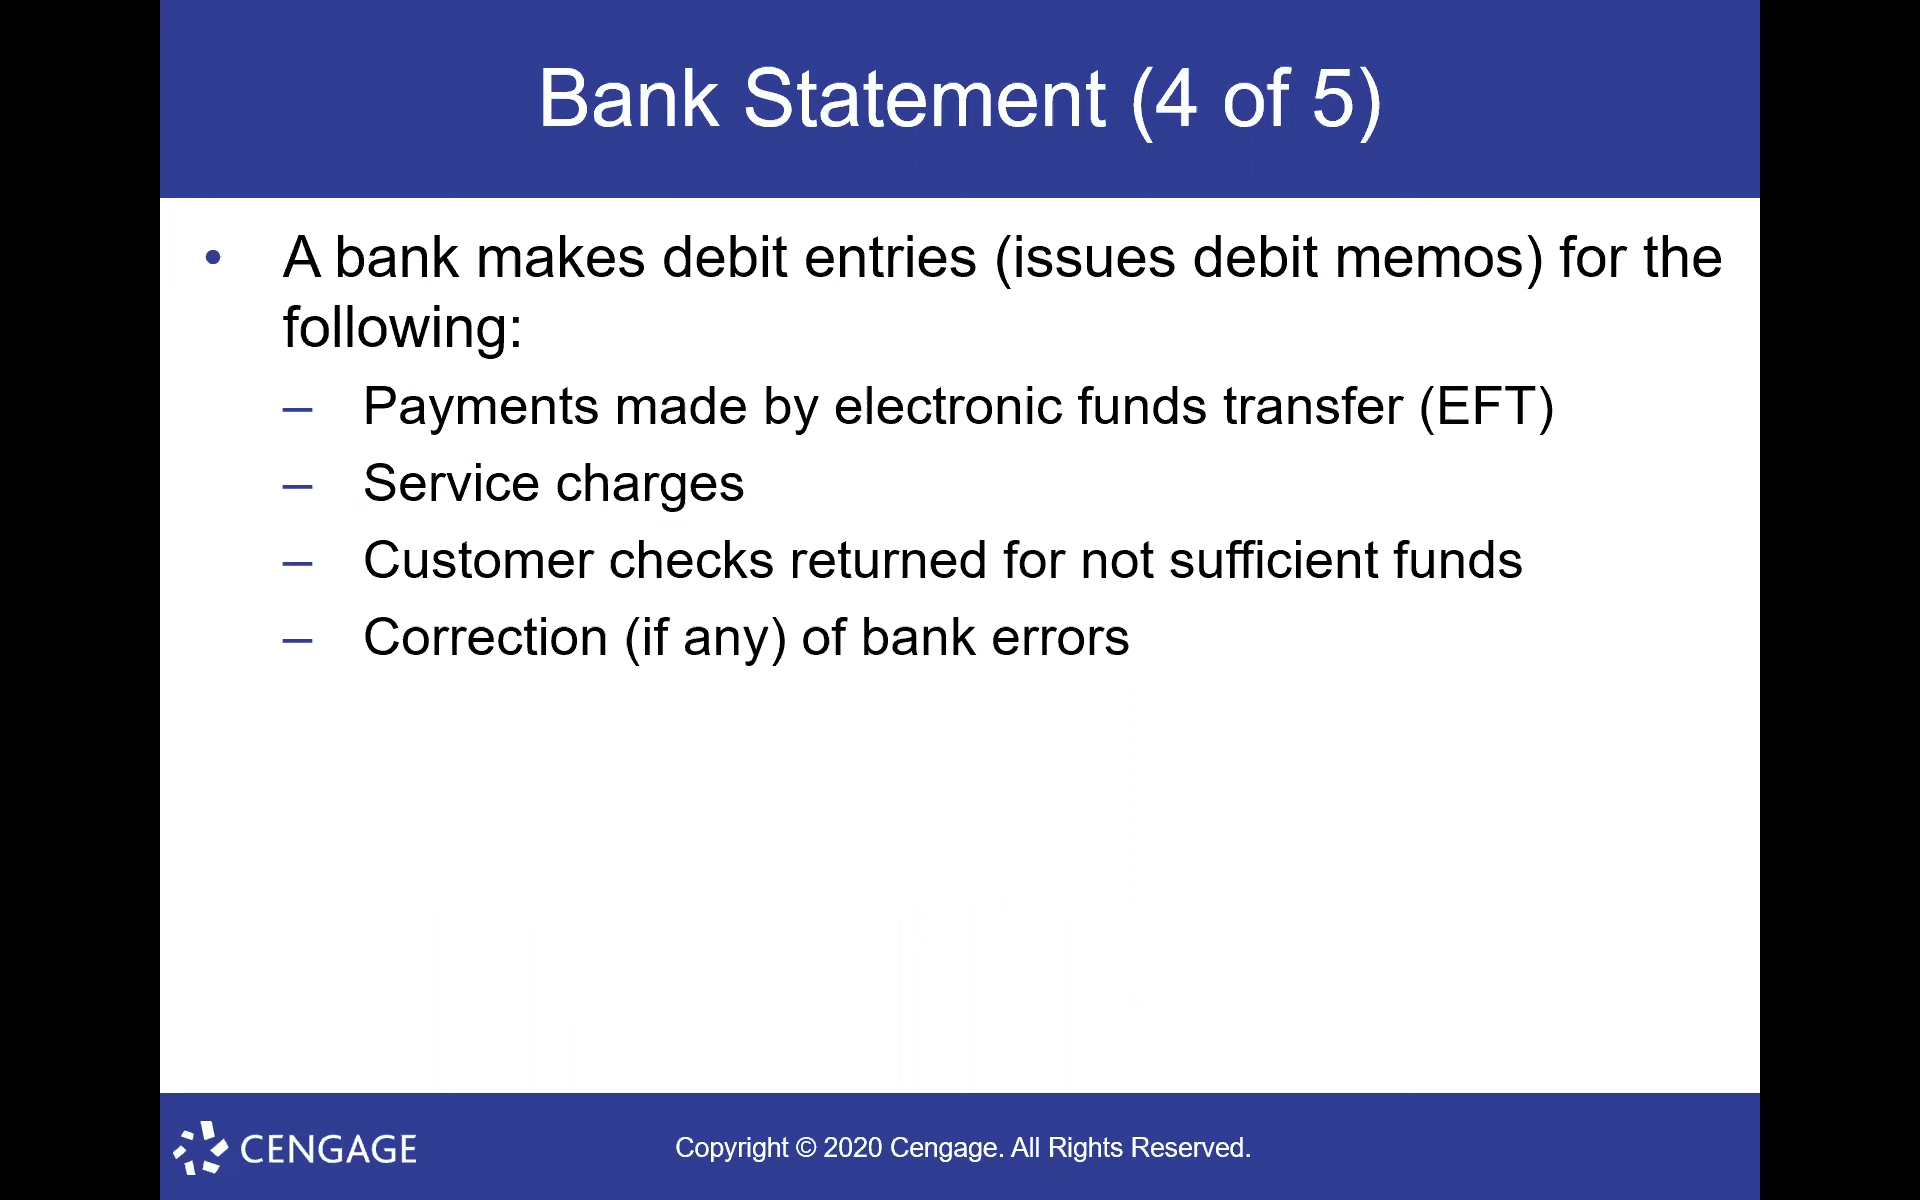 Bank Statement (4 of 5)
• A bank makes debit entries (issues debit memos) for the
following:
– Payments made by electronic funds transfer (EFT)
– Service charges
– Customer checks returned for not sufficient funds
– Correction (if any) of bank errors
CENGAGE
Copyright © 2020 Cengage. All Rights Reserved.